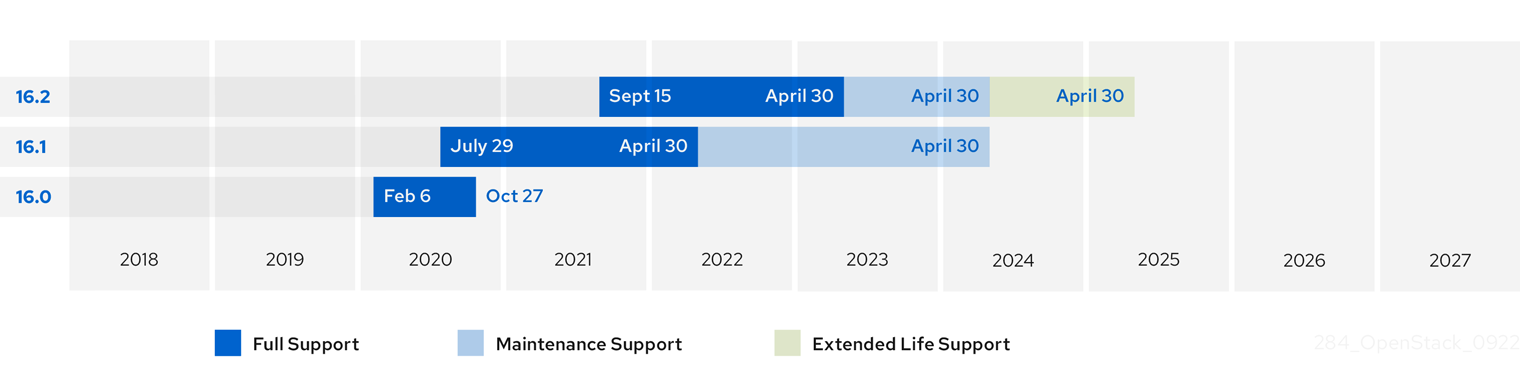 16.2 Sept 15 April 30 April 30 April 30
16.1 July 29 April 30 April 30
16.0 Feb 6 Oct 27
2018 2019 2020 2021 2022 2023 2024 2025 2026 2027
Full Support Maintenance Support Extended Life Support
284_OpenStack_0922